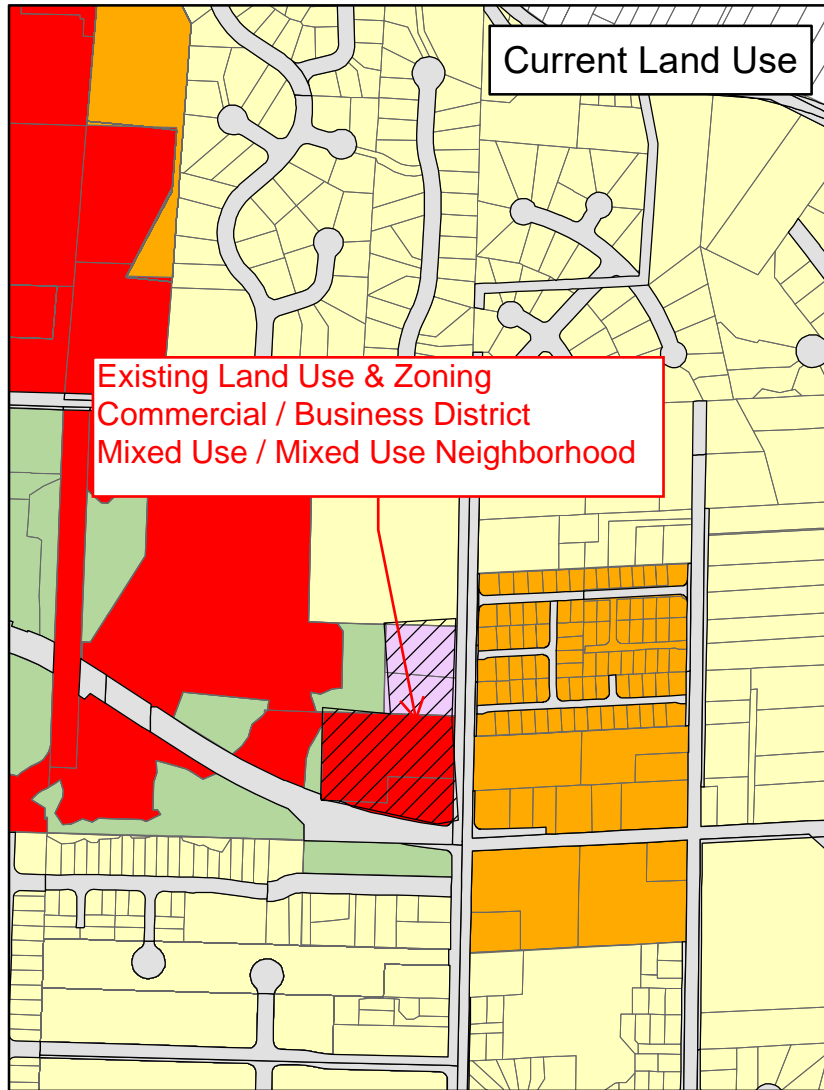 Current Land Use
Existing Land Use & Zoning
Commercial / Business District
Mixed Use / Mixed Use Neighborhood